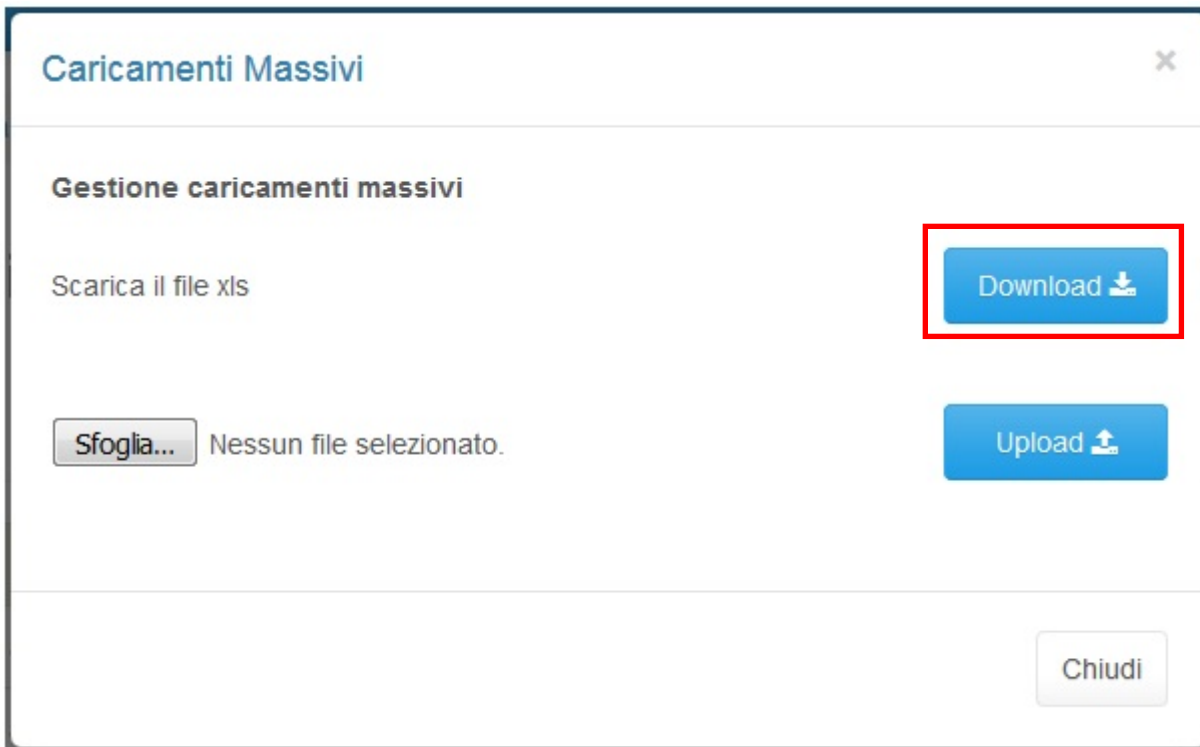 Caricamenti Massivi
×
Gestione caricamenti massivi
Scarica il file xls
Download
Sfoglia... Nessun file selezionato.
Upload
Chiudi